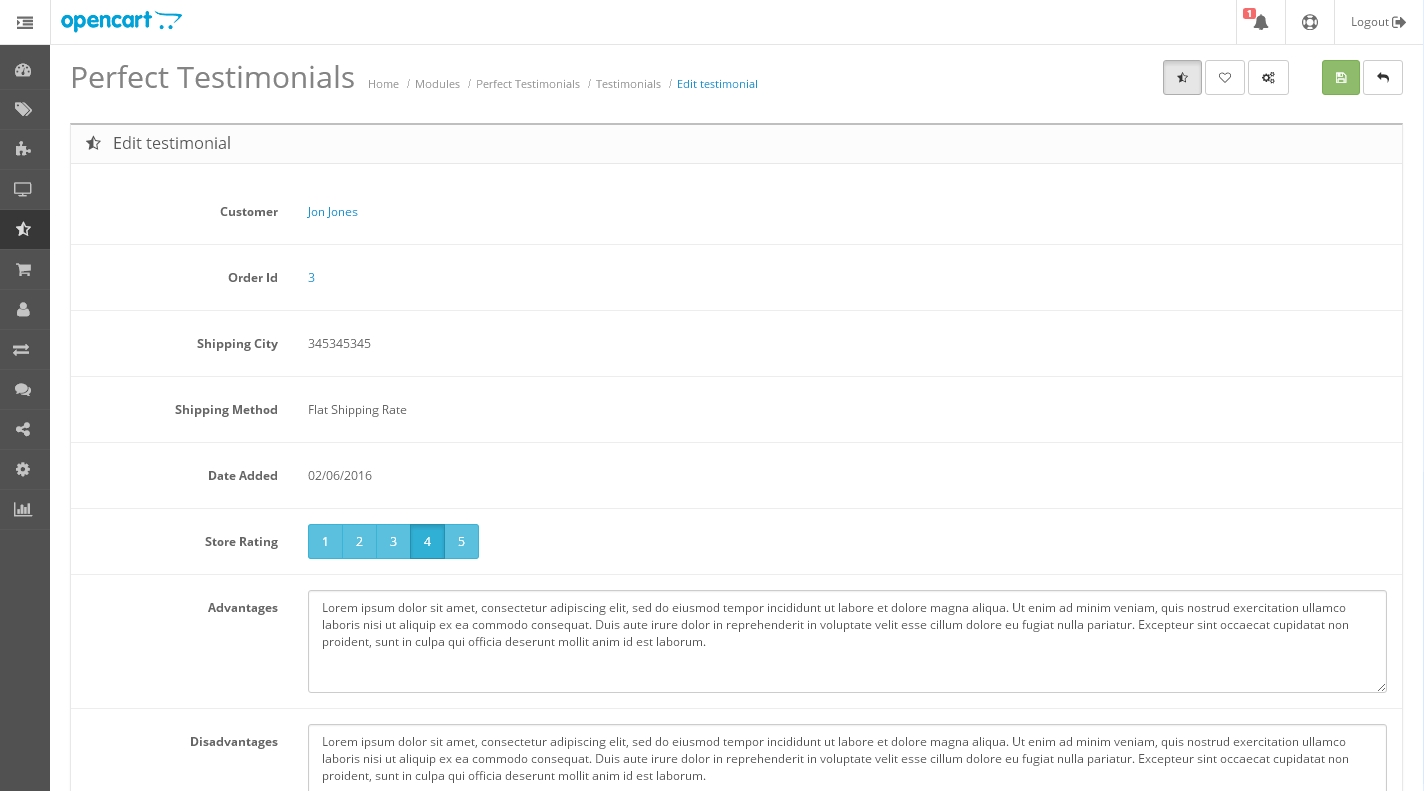 opencart
1
Logout
Perfect Testimonials
Home / Modules / Perfect Testimonials / Testimonials / Edit testimonial
Edit testimonial
Customer Jon Jones
Order Id 3
Shipping City 345345345
Shipping Method Flat Shipping Rate
Date Added 02/06/2016
Store Rating 1 2 3 4 5
Advantages
Lorem ipsum dolor sit amet, consectetur adipiscing elit, sed do eiusmod tempor incididunt ut labore et dolore magna aliqua. Ut enim ad minim veniam, quis nostrud exercitation ullamco
laboris nisi ut aliquip ex ea commodo consequat. Duis aute irure dolor in reprehenderit in voluptate velit esse cillum dolore eu fugiat nulla pariatur. Excepteur sint occaecat cupidatat non
proident, sunt in culpa qui officia deserunt mollit anim id est laborum.
Disadvantages
Lorem ipsum dolor sit amet, consectetur adipiscing elit, sed do eiusmod tempor incididunt ut labore et dolore magna aliqua. Ut enim ad minim veniam, quis nostrud exercitation ullamco
laboris nisi ut aliquip ex ea commodo consequat. Duis aute irure dolor in reprehenderit in voluptate velit esse cillum dolore eu fugiat nulla pariatur. Excepteur sint occaecat cupidatat non
proident, sunt in culpa qui officia deserunt mollit anim id est laborum.